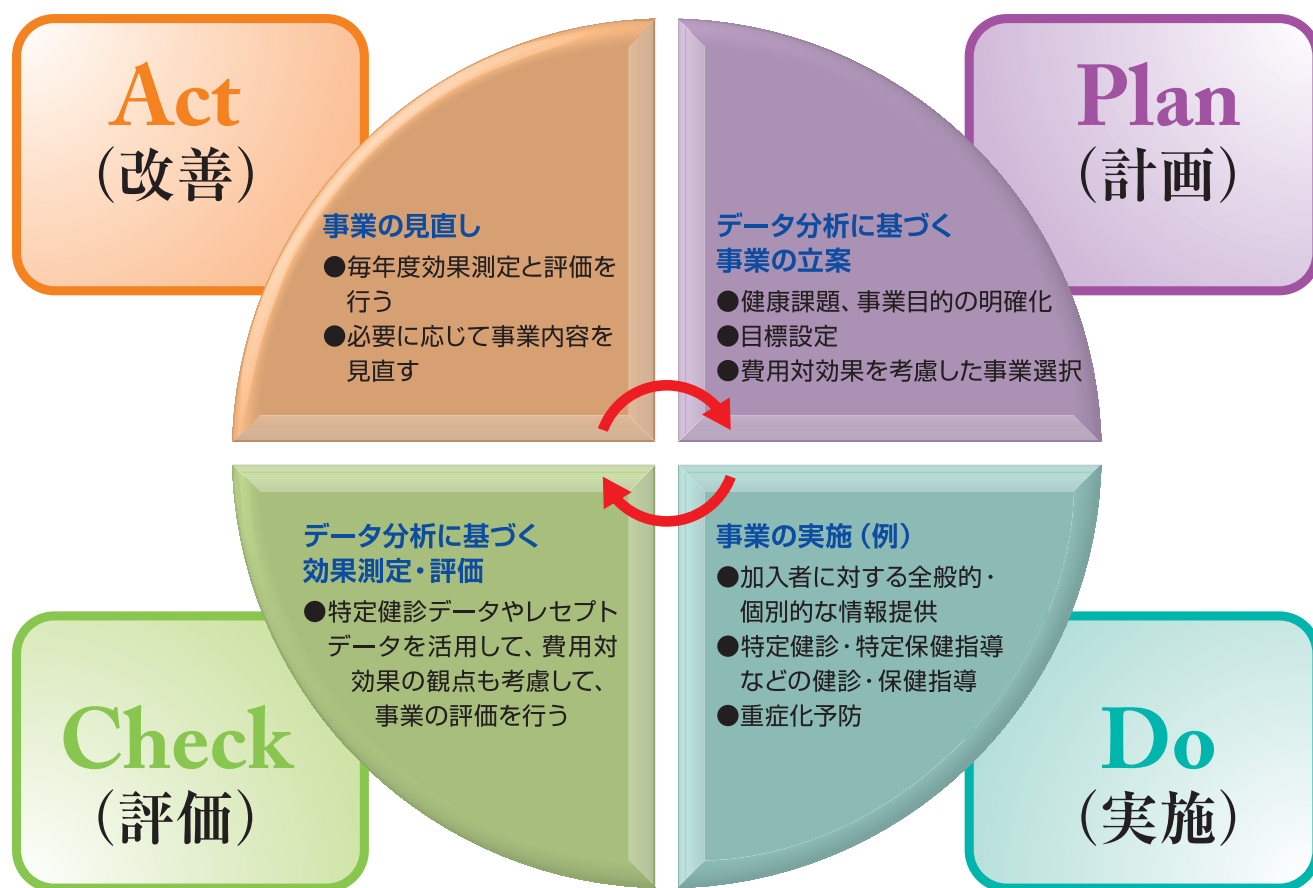 Act
（改善）
事業の見直し
●毎年度効果測定と評価を
行う
●必要に応じて事業内容を
見直す
Plan
（計画）
データ分析に基づく
事業の立案
●健康課題、事業目的の明確化
●目標設定
●費用対効果を考慮した事業選択
データ分析に基づく
効果測定・評価
●特定健診データやレセプト
データを活用して、費用対
効果の観点も考慮して、
事業の評価を行う
Check
（評価）
事業の実施（例）
●加入者に対する全般的・
個別的な情報提供
●特定健診・特定保健指導
などの健診・保健指導
●重症化予防
Do
（実施）